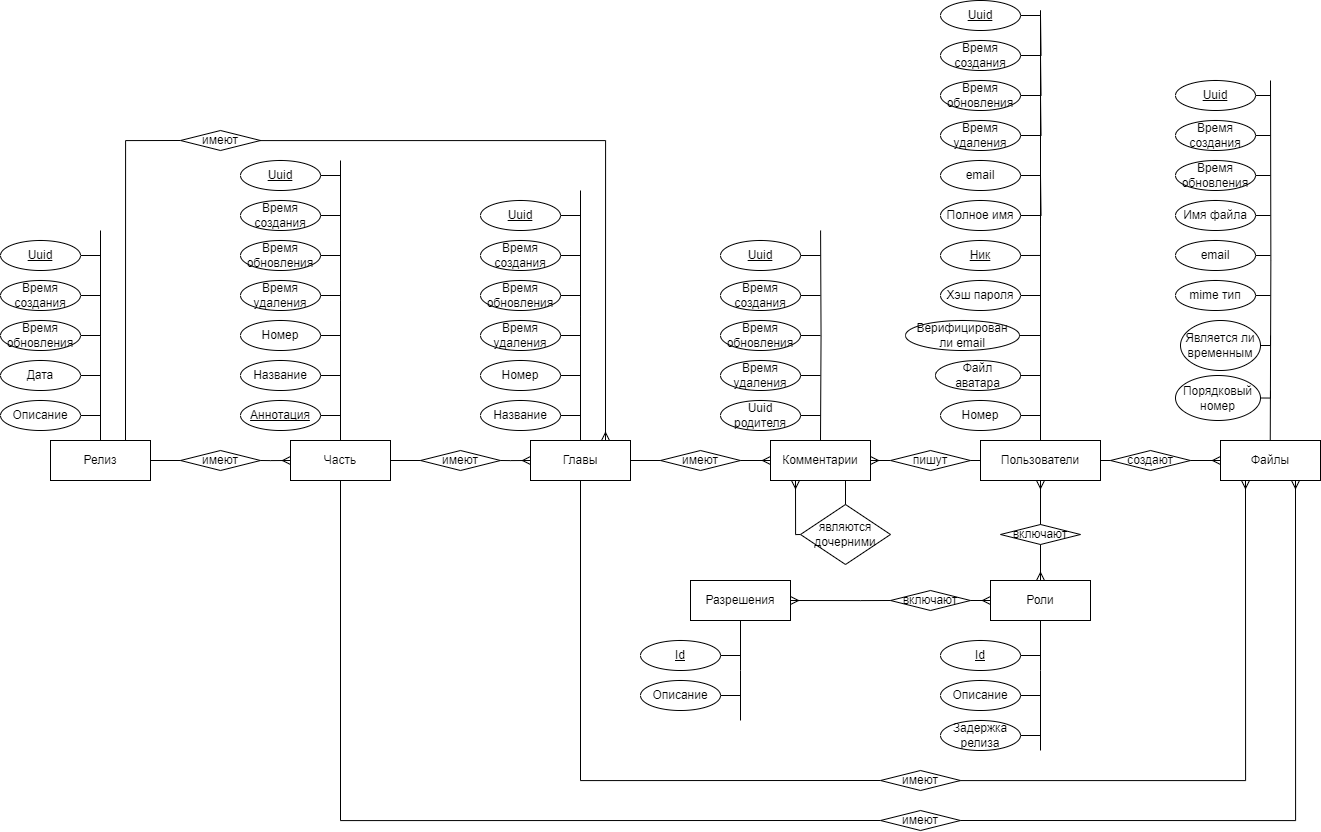 Uuid
Время
создания
Время
обновления
Время
удаления
email
Полное имя
Ник
Хэш пароля
Верифицирован
ли email
Файл
аватара
Номер
Uuid
Время
создания
Время
обновления
Имя файла
email
mime тип
Является ли
временным
Порядковый
номер
имеют
Uuid
Время
создания
Время
обновления
Время
удаления
Номер
Название
Аннотация
Uuid
Время
создания
Время
обновления
Время
удаления
Номер
Название
Uuid
Время
создания
Время
обновления
Дата
Описание
Uuid
Время
создания
Время
обновления
Время
удаления
Uuid
родителя
Релиз
имеют
Часть
имеют
Главы
имеют
Комментарии
пишут
Пользователи
создают
Файлы
являются
дочерними
включают
Разрешения
включают
Роли
Id
Описание
Id
Описание
Задержка
релиза
имеют
имеют